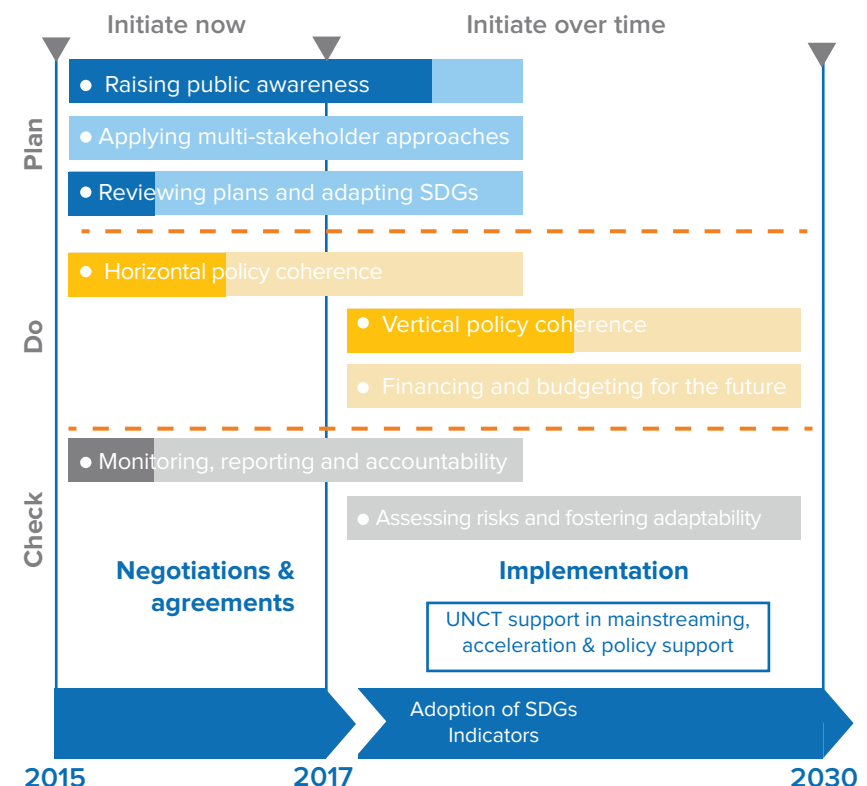 Initiate now
Initiate over time
Plan
Raising public awareness
Applying multi-stakeholder approaches
Reviewing plans and adapting SDGs
Do
Horizontal policy coherence
Vertical policy coherence
Financing and budgeting for the future
Check
Monitoring, reporting and accountability
Assessing risks and fostering adaptability
Negotiations &
agreements
Implementation
UNCT support in mainstreaming,
acceleration & policy support
Adoption of SDGs
Indicators
2015
2017
2030